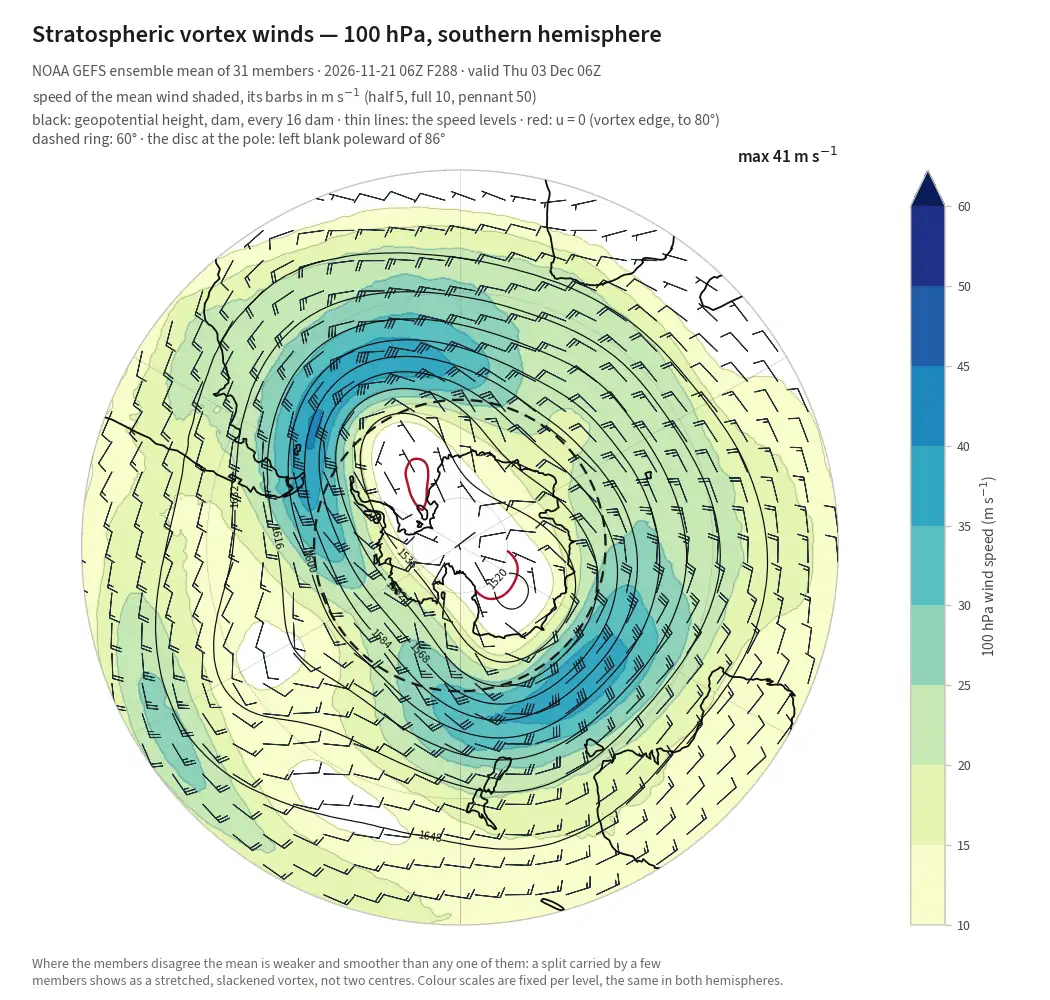 Stratospheric vortex winds — 100 hPa, southern hemisphere
NOAA GEFS ensemble mean of 31 members · 2026-11-21 06Z F288 · valid Thu 03 Dec 06Z
speed of the mean wind shaded, its barbs in m s⁻¹ (half 5, full 10, pennant 50)
black: geopotential height, dam, every 16 dam · thin lines: the speed levels · red: u = 0 (vortex edge, to 80°)
dashed ring: 60° · the disc at the pole: left blank poleward of 86°
max 41 m s⁻¹
60
50
45
40
35
30
25
20
15
10
100 hPa wind speed (m s⁻¹)
1616
1600
1520
1584
1568
1648
Where the members disagree the mean is weaker and smoother than any one of them: a split carried by a few
members shows as a stretched, slackened vortex, not two centres. Colour scales are fixed per level, the same in both hemispheres.